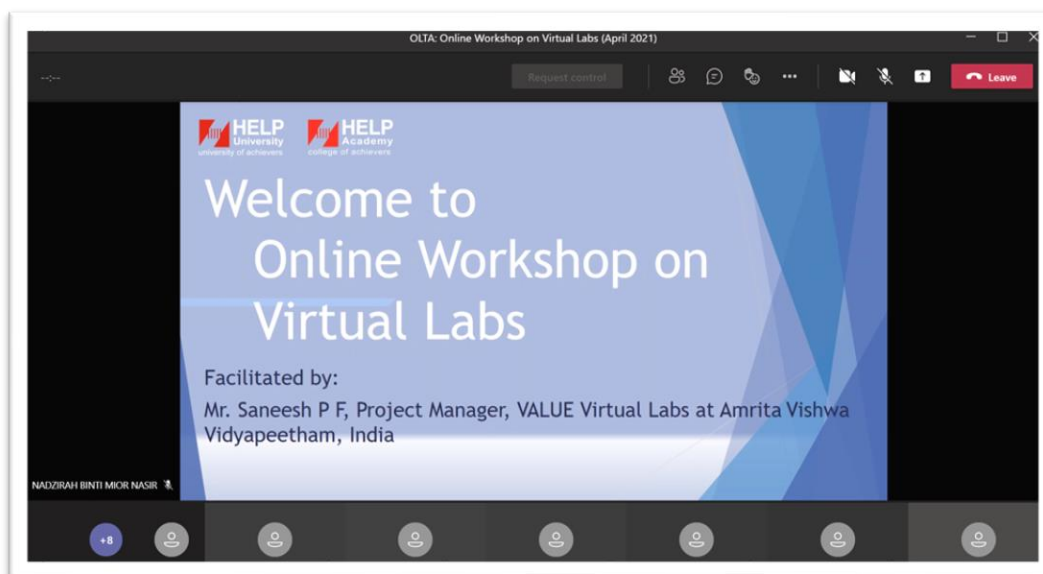 OLTA: Online Workshop on Virtual Labs (April 2021)
--:--
Request control
Leave
HELP
University
university of achievers
HELP
Academy
college of achievers
Welcome to
Online Workshop on
Virtual Labs
Facilitated by:
Mr. Saneesh P F, Project Manager, VALUE Virtual Labs at Amrita Vishwa
Vidyapeetham, India
NADZIRAH BINTI MIOR NASIR
+8